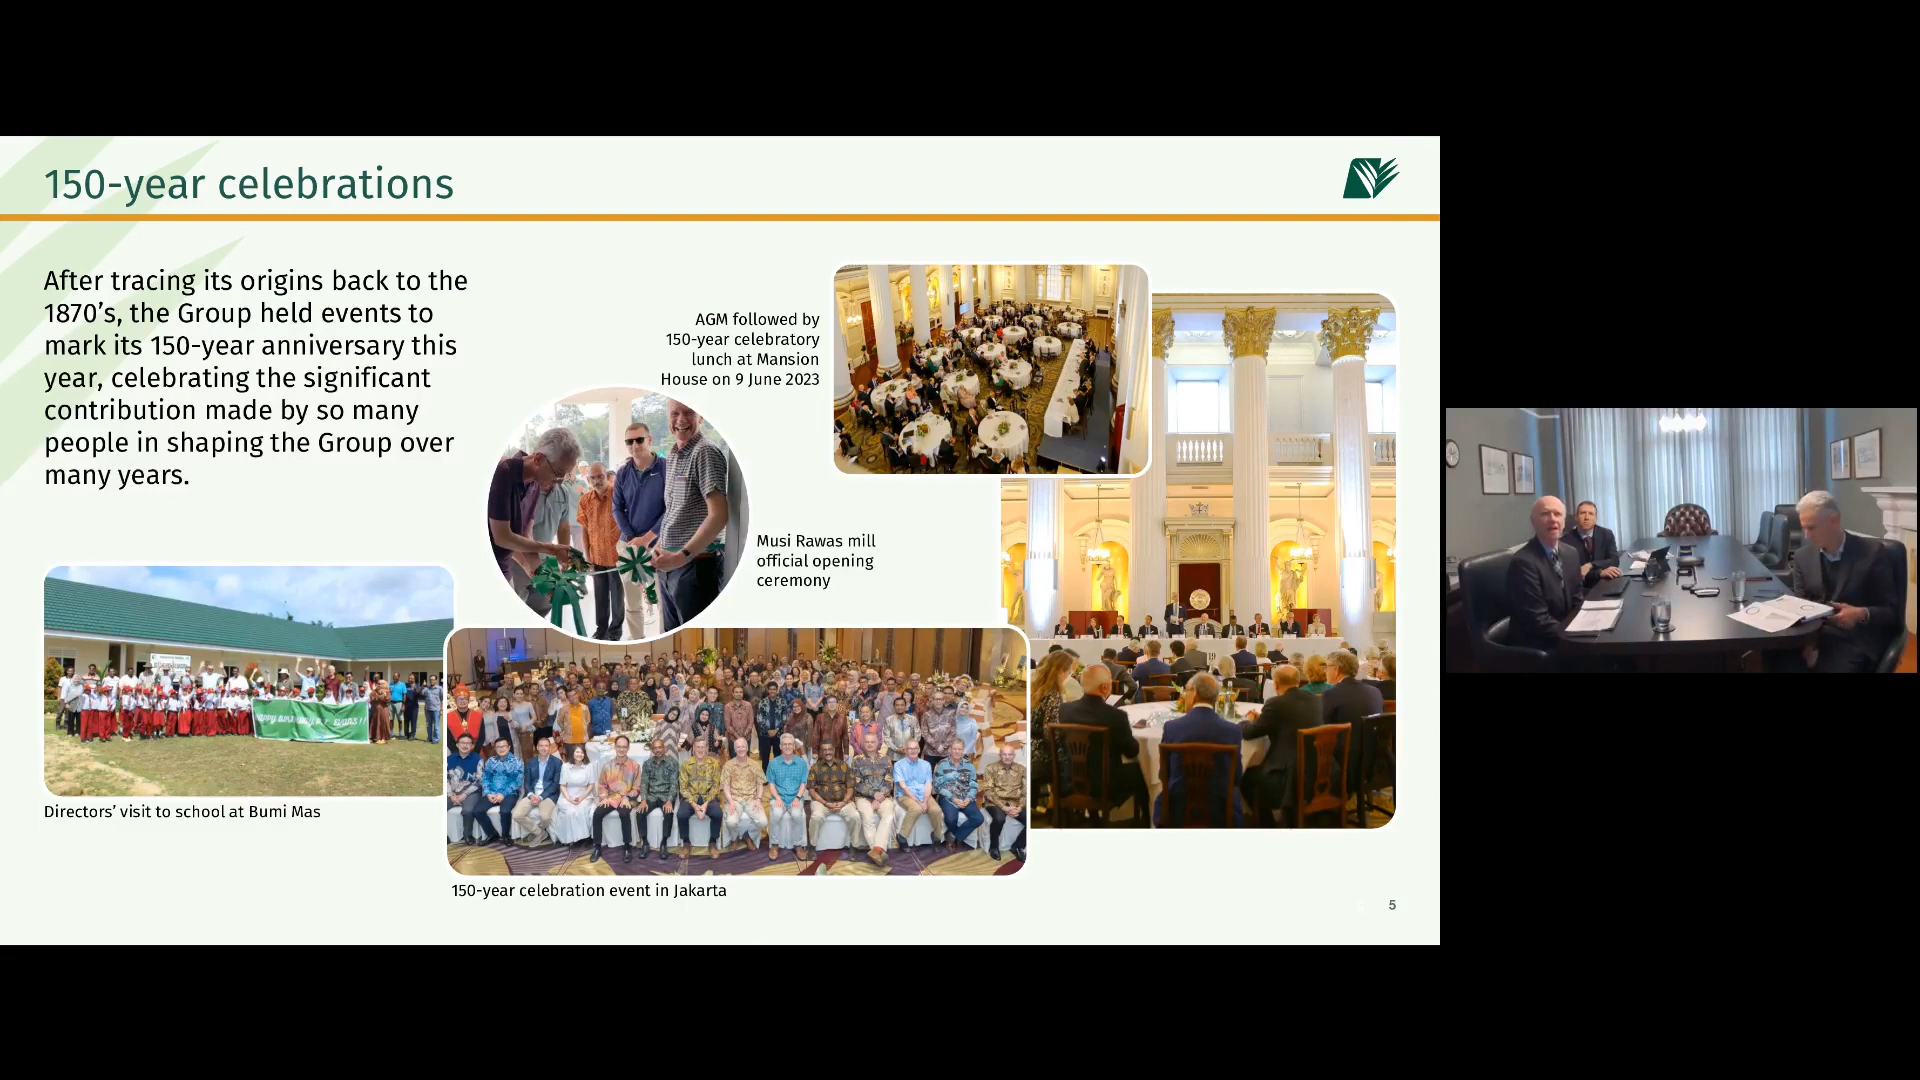 150-year celebrations
After tracing its origins back to the
1870’s, the Group held events to
mark its 150-year anniversary this
year, celebrating the significant
contribution made by so many
people in shaping the Group over
many years.
AGM followed by
150-year celebratory
lunch at Mansion
House on 9 June 2023
Musi Rawas mill
official opening
ceremony
Directors’ visit to school at Bumi Mas
150-year celebration event in Jakarta
5